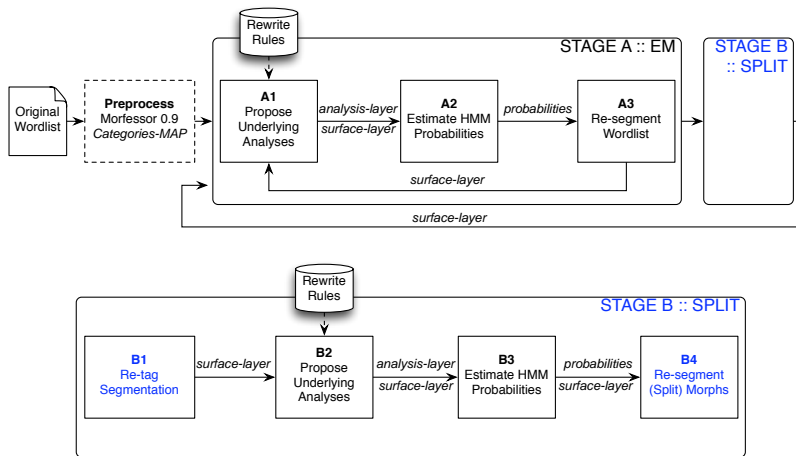 Rewrite
Rules
STAGE A :: EM
STAGE B
:: SPLIT
Original
Wordlist
Preprocess
Morfessor 0.9
Categories-MAP
A1
Propose
Underlying
Analyses
analysis-layer
surface-layer
A2
Estimate HMM
Probabilities
probabilities
A3
Re-segment
Wordlist
surface-layer
surface-layer
Rewrite
Rules
STAGE B :: SPLIT
B1
Re-tag
Segmentation
surface-layer
B2
Propose
Underlying
Analyses
analysis-layer
surface-layer
B3
Estimate HMM
Probabilities
probabilities
surface-layer
B4
Re-segment
(Split) Morphs